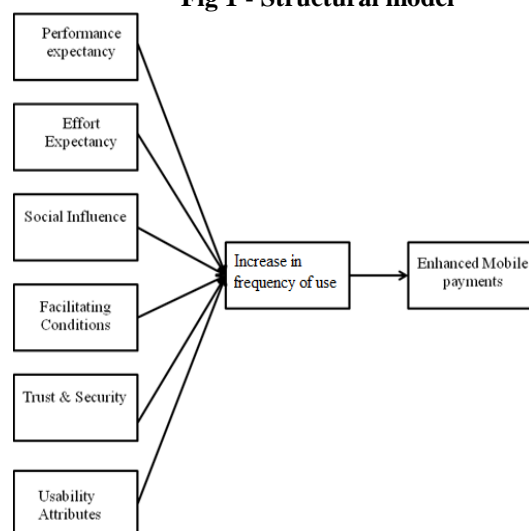 Fig 1 - Structural model
Performance
expectancy
Effort
Expectancy
Social Influence
Facilitating
Conditions
Trust & Security
Usability
Attributes
Increase in
frequency of use
Enhanced Mobile
payments